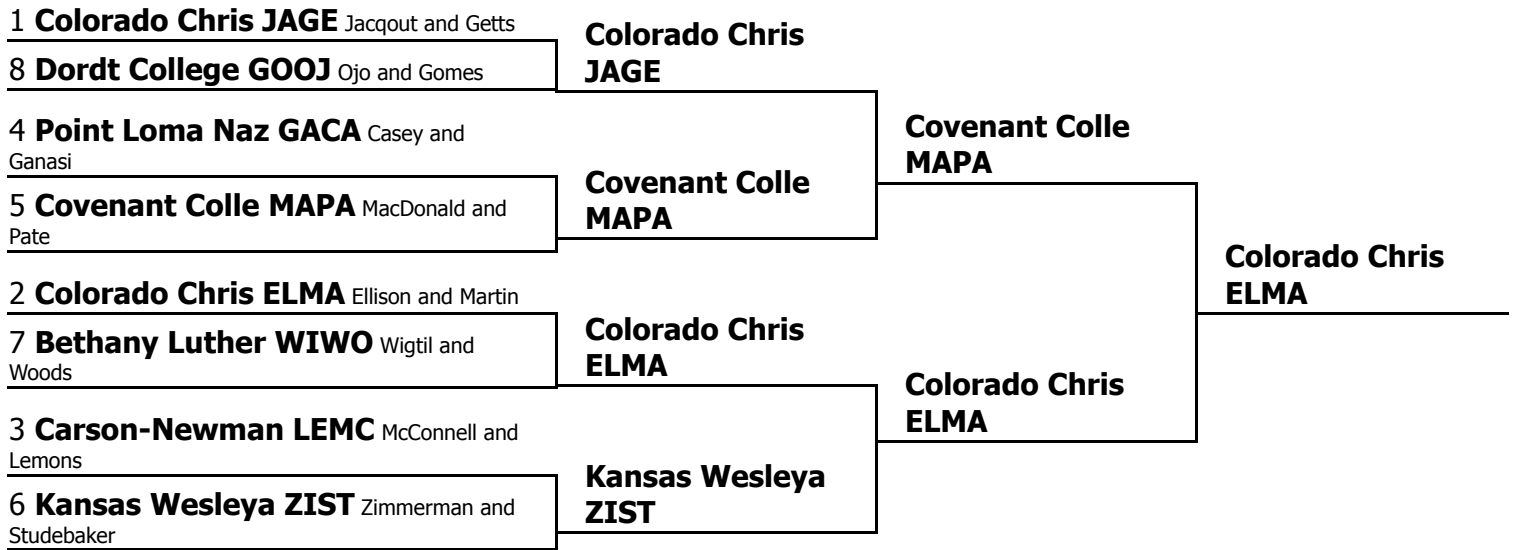 1 Colorado Chris JAGE Jacqout and Getts
8 Dordt College GOOJ Ojo and Gomes
4 Point Loma Naz GACA Casey and
Ganasi
5 Covenant Colle MAPA MacDonald and
Pate
2 Colorado Chris ELMA Ellison and Martin
7 Bethany Luther WIWO Wigtil and
Woods
3 Carson-Newman LEMC McConnell and
Lemons
6 Kansas Wesleya ZIST Zimmerman and
Studebaker
Colorado Chris
JAGE
Covenant Colle
MAPA
Colorado Chris
ELMA
Kansas Wesleya
ZIST
Covenant Colle
MAPA
Colorado Chris
ELMA
Colorado Chris
ELMA